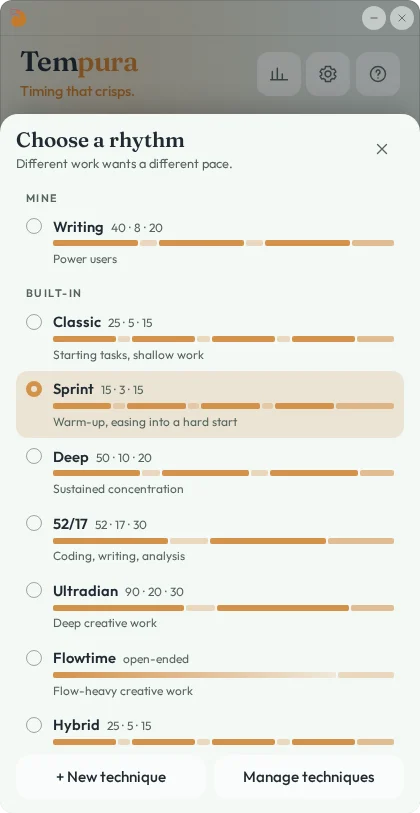 Tempura
Timing that crisps.
Choose a rhythm
Different work wants a different pace.
MINE
Writing 40 · 8 · 20
Power users
BUILT-IN
Classic 25 · 5 · 15
Starting tasks, shallow work
Sprint 15 · 3 · 15
Warm-up, easing into a hard start
Deep 50 · 10 · 20
Sustained concentration
52/17 52 · 17 · 30
Coding, writing, analysis
Ultradian 90 · 20 · 30
Deep creative work
Flowtime open-ended
Flow-heavy creative work
Hybrid 25 · 5 · 15
+ New technique
Manage techniques